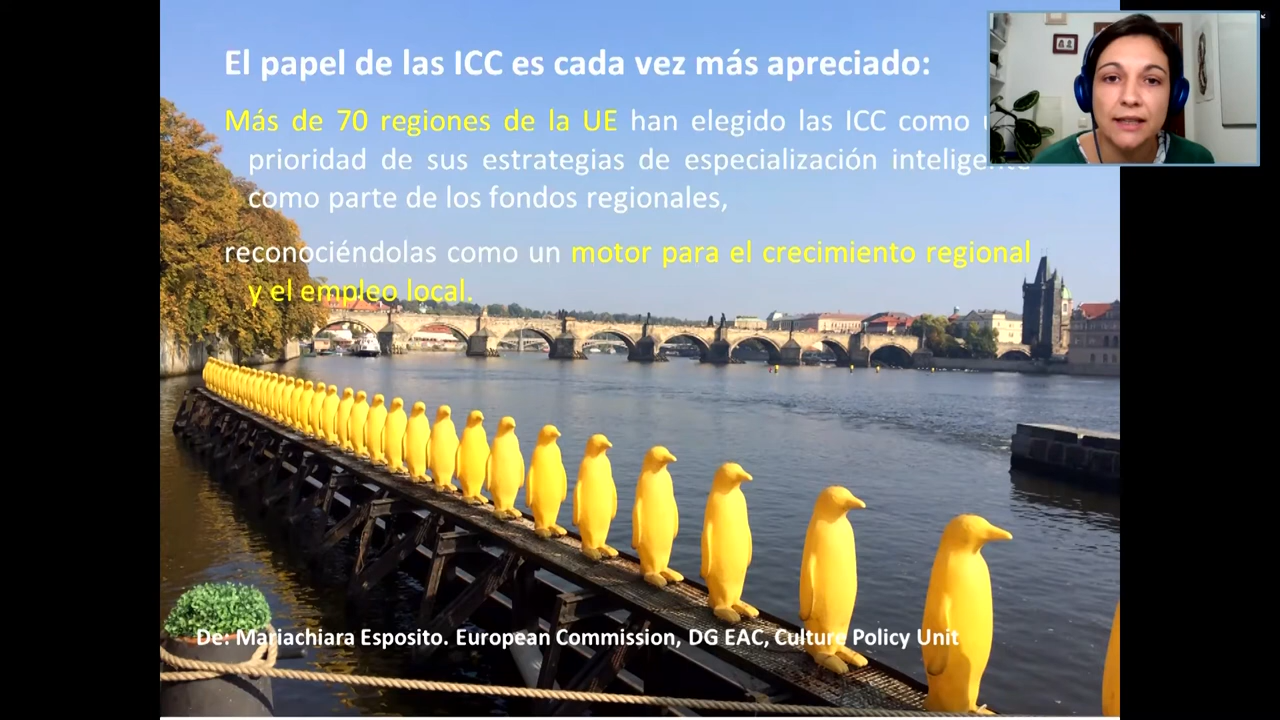 El papel de las ICC es cada vez más apreciado:
Más de 70 regiones de la UE han elegido las ICC como
prioridad de sus estrategias de especialización inteligente
como parte de los fondos regionales,
reconociéndolas como un motor para el crecimiento regional
y el empleo local.
De: Mariachiara Esposito. European Commission, DG EAC, Culture Policy Unit